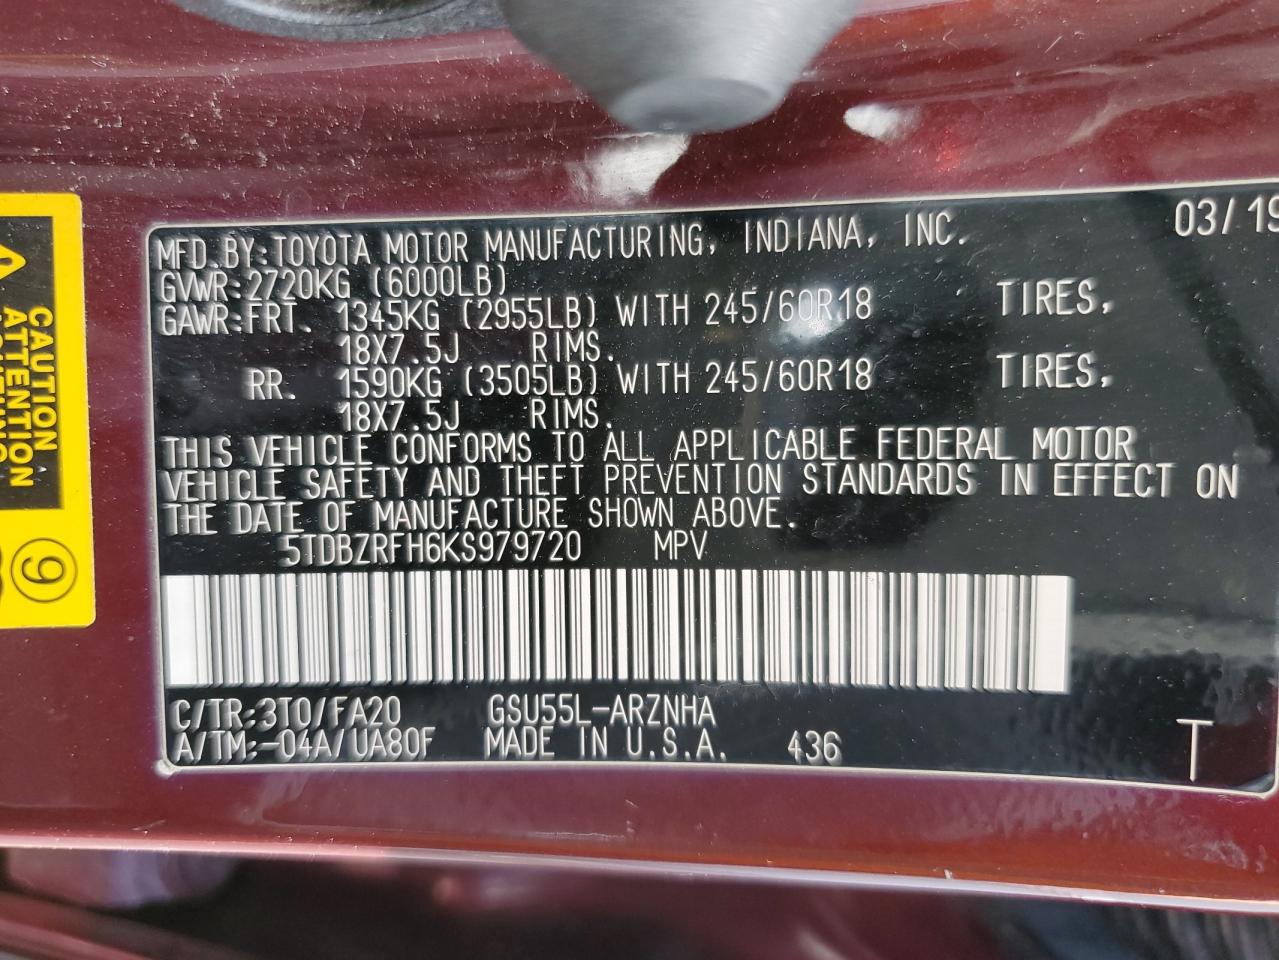 MFD.BY:TOYOTA MOTOR MANUFACTURING, INDIANA, INC. 03/19
GVWR:2720KG (6000LB)
GAWR:FRT. 1345KG (2955LB) WITH 245/60R18 TIRES,
18X7.5J RIMS.
RR. 1590KG (3505LB) WITH 245/60R18 TIRES,
18X7.5J RIMS.
THIS VEHICLE CONFORMS TO ALL APPLICABLE FEDERAL MOTOR
VEHICLE SAFETY AND THEFT PREVENTION STANDARDS IN EFFECT ON
THE DATE OF MANUFACTURE SHOWN ABOVE.
5TDBZRFH6KS979720 MPV
C/TR:3T0/FA20 GSU55L-ARZNHA
A/TM:-04A/UA80F MADE IN U.S.A. 436 T
CAUTION
ATTENTION
9